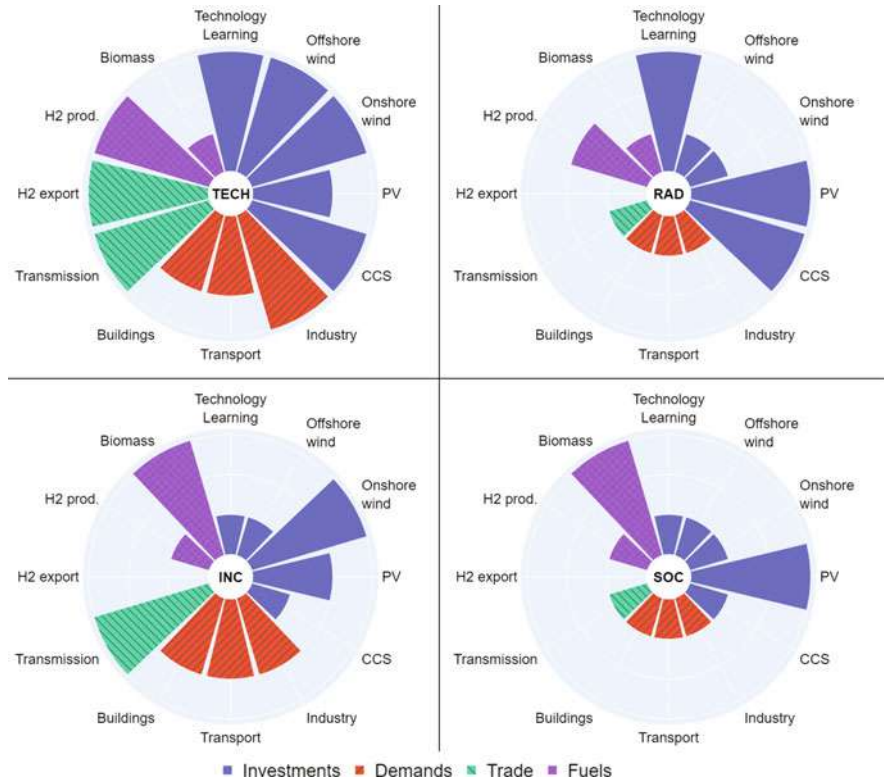 Technology
Learning
Offshore
wind
Biomass
Onshore
wind
H2 prod.
H2 export
TECH
PV
Transmission
CCS
Buildings
Industry
Transport
Technology
Learning
Offshore
wind
Biomass
Onshore
wind
H2 prod.
H2 export
RAD
PV
Transmission
CCS
Buildings
Industry
Transport
Technology
Learning
Offshore
wind
Biomass
Onshore
wind
H2 prod.
H2 export
INC
PV
Transmission
CCS
Buildings
Industry
Transport
Technology
Learning
Offshore
wind
Biomass
Onshore
wind
H2 prod.
H2 export
SOC
PV
Transmission
CCS
Buildings
Industry
Transport
Investments Demands Trade Fuels